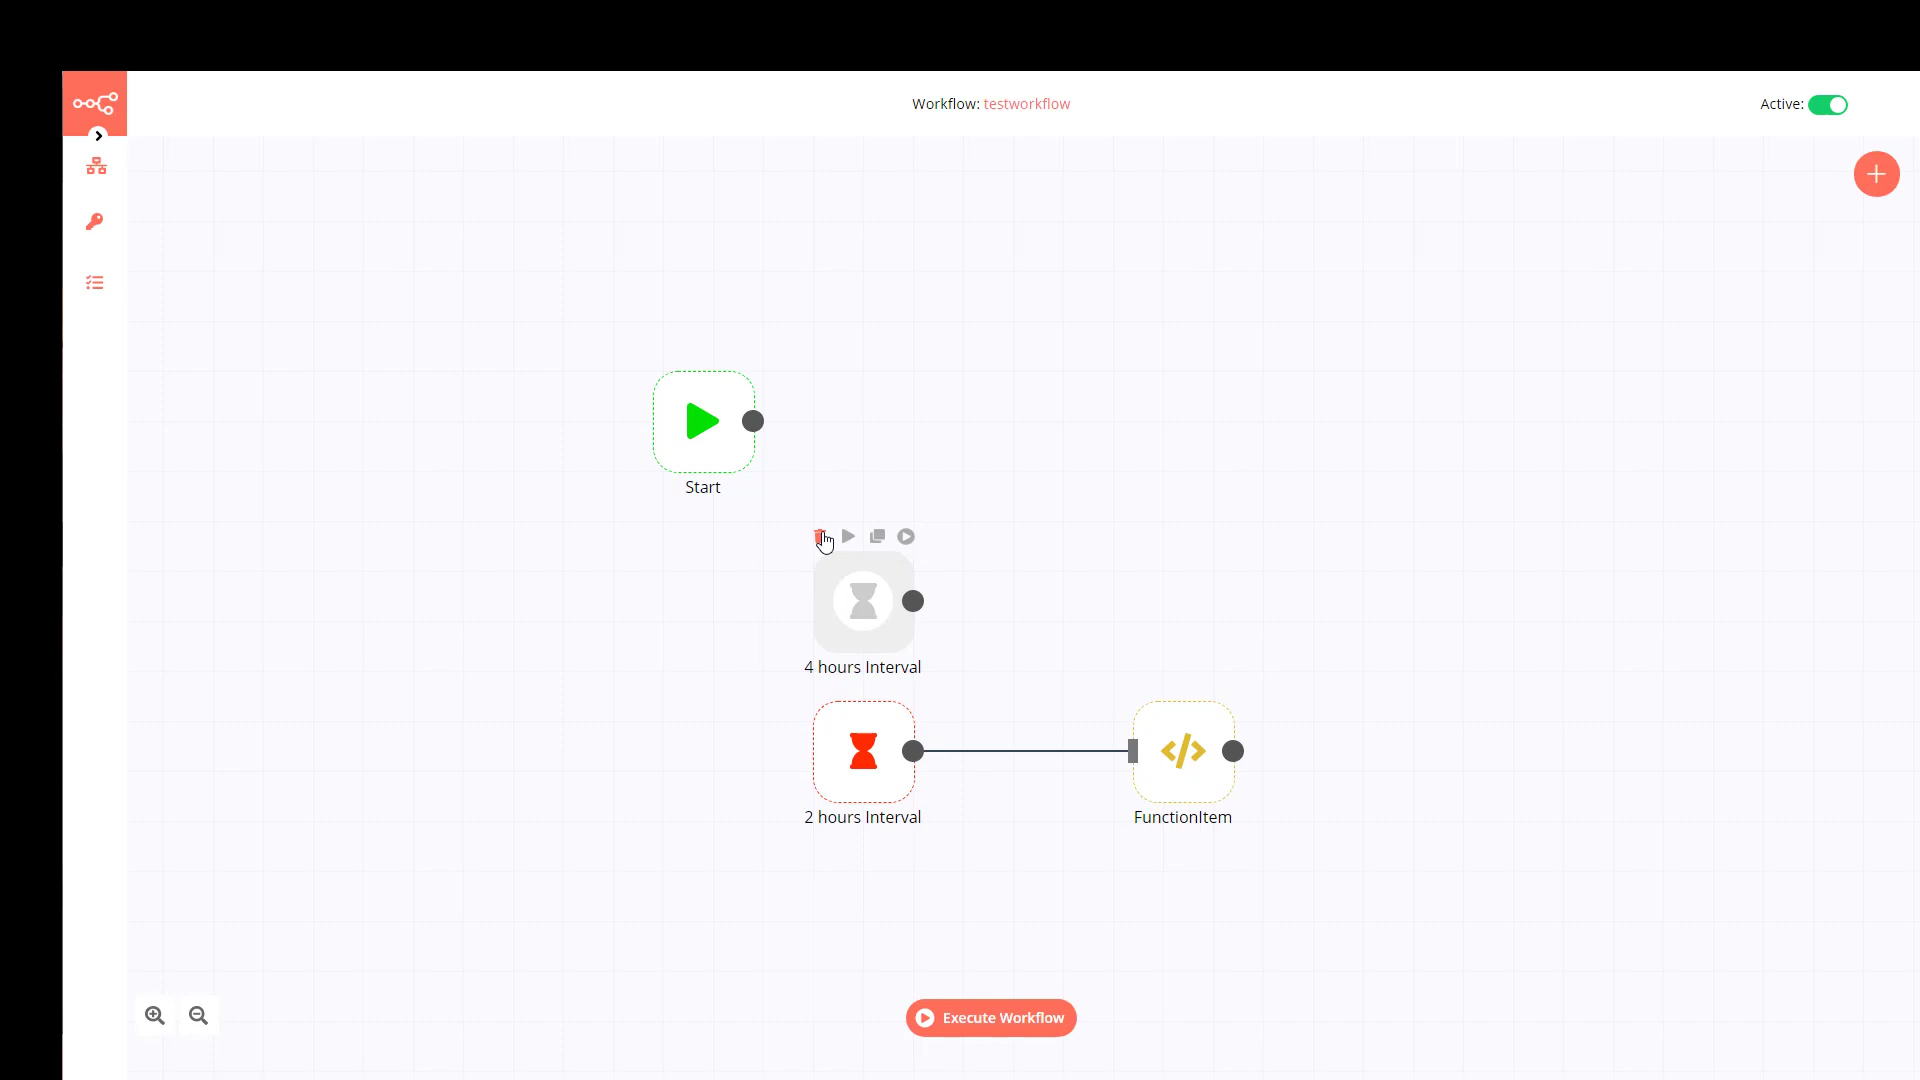 Workflow: testworkflow
Active:
Start
4 hours Interval
2 hours Interval
FunctionItem
Execute Workflow